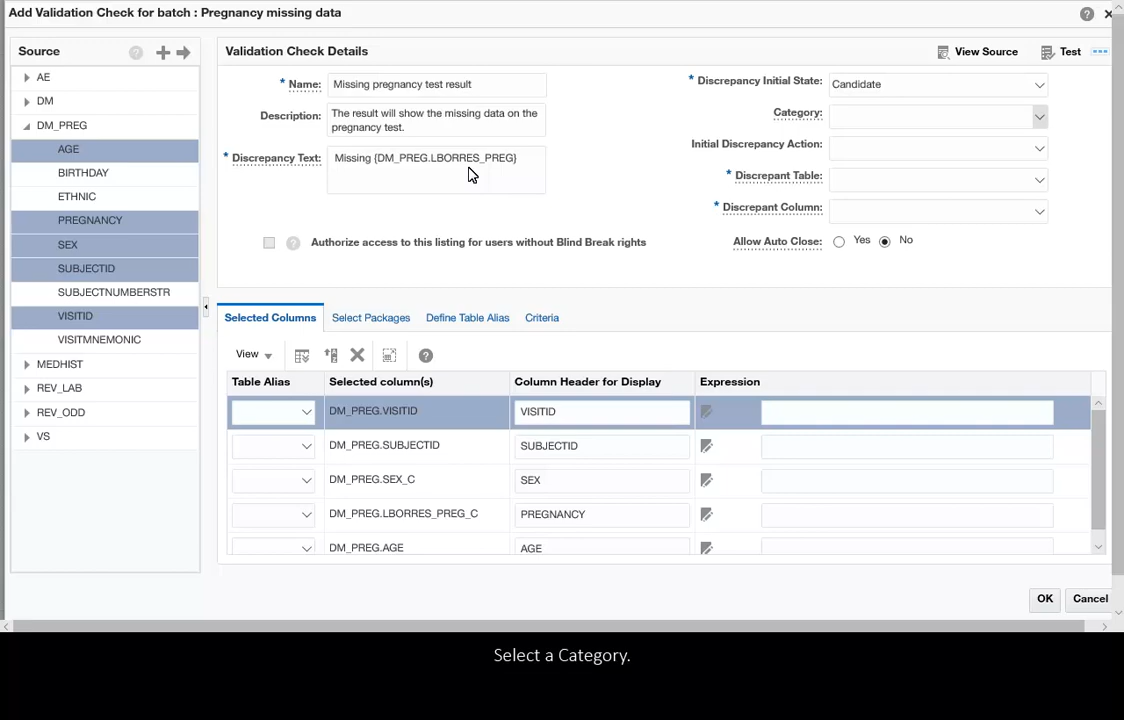 Add Validation Check for batch : Pregnancy missing data
Source
AE
DM
DM_PREG
AGE
BIRTHDAY
ETHNIC
PREGNANCY
SEX
SUBJECTID
SUBJECTNUMBERSTR
VISITID
VISITMNEMONIC
MEDHIST
REV_LAB
REV_ODD
VS
Validation Check Details
View Source
Test
* Name: Missing pregnancy test result
Description: The result will show the missing data on the
pregnancy test.
* Discrepancy Text: Missing {DM_PREG.LBORRES_PREG}
Authorize access to this listing for users without Blind Break rights
* Discrepancy Initial State: Candidate
Category:
Initial Discrepancy Action:
* Discrepant Table:
* Discrepant Column:
Allow Auto Close: Yes No
Selected Columns Select Packages Define Table Alias Criteria
View
Table Alias Selected column(s) Column Header for Display Expression
DM_PREG.VISITID VISITID
DM_PREG.SUBJECTID SUBJECTID
DM_PREG.SEX_C SEX
DM_PREG.LBORRES_PREG_C PREGNANCY
DM_PREG.AGE AGE
OK Cancel
Select a Category.